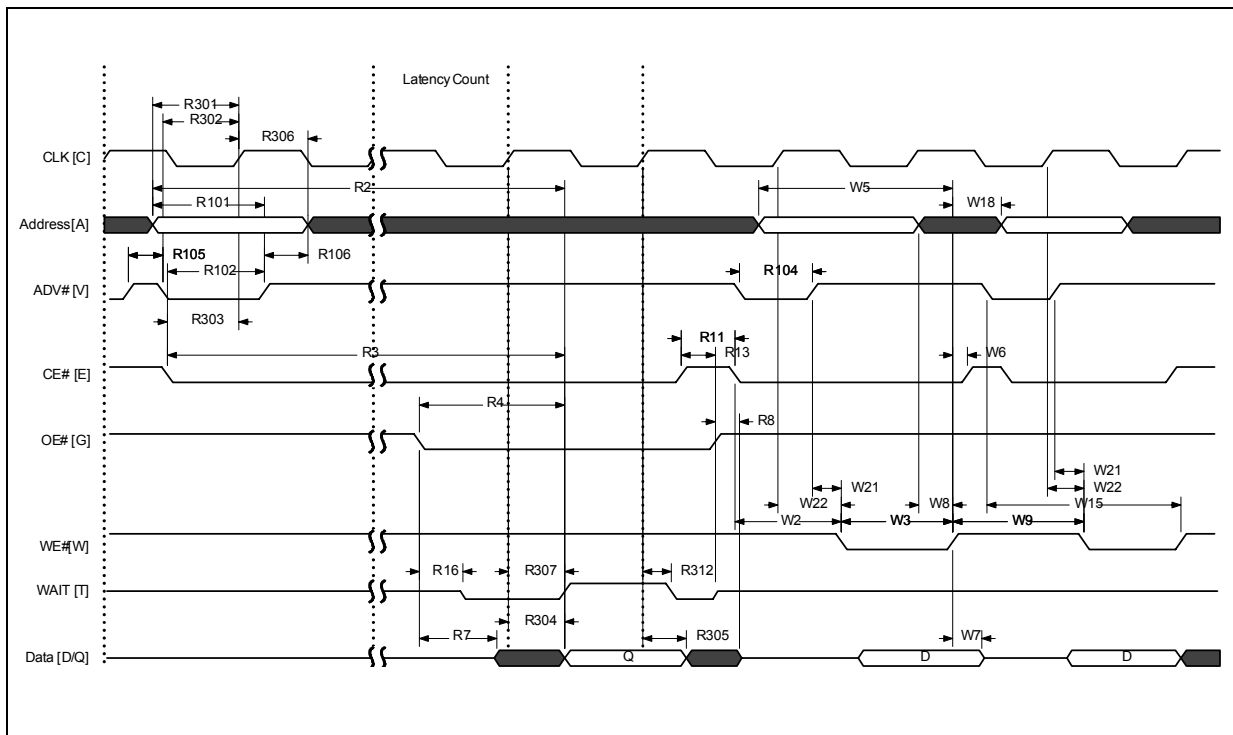 Latency Count
R301
R302
R306
CLK [C]
R2
W5
R101
W18
Address [A]
R105
R106
R102
R104
ADV# [V]
R303
R11
R3
R13
W6
CE# [E]
R4
R8
OE# [G]
W21
W21
W22
W22
W8
W15
W2
W3
W9
WE# [W]
R16
R307
R312
WAIT [T]
R304
R7
R305
W7
Data [D/Q]
Q
D
D